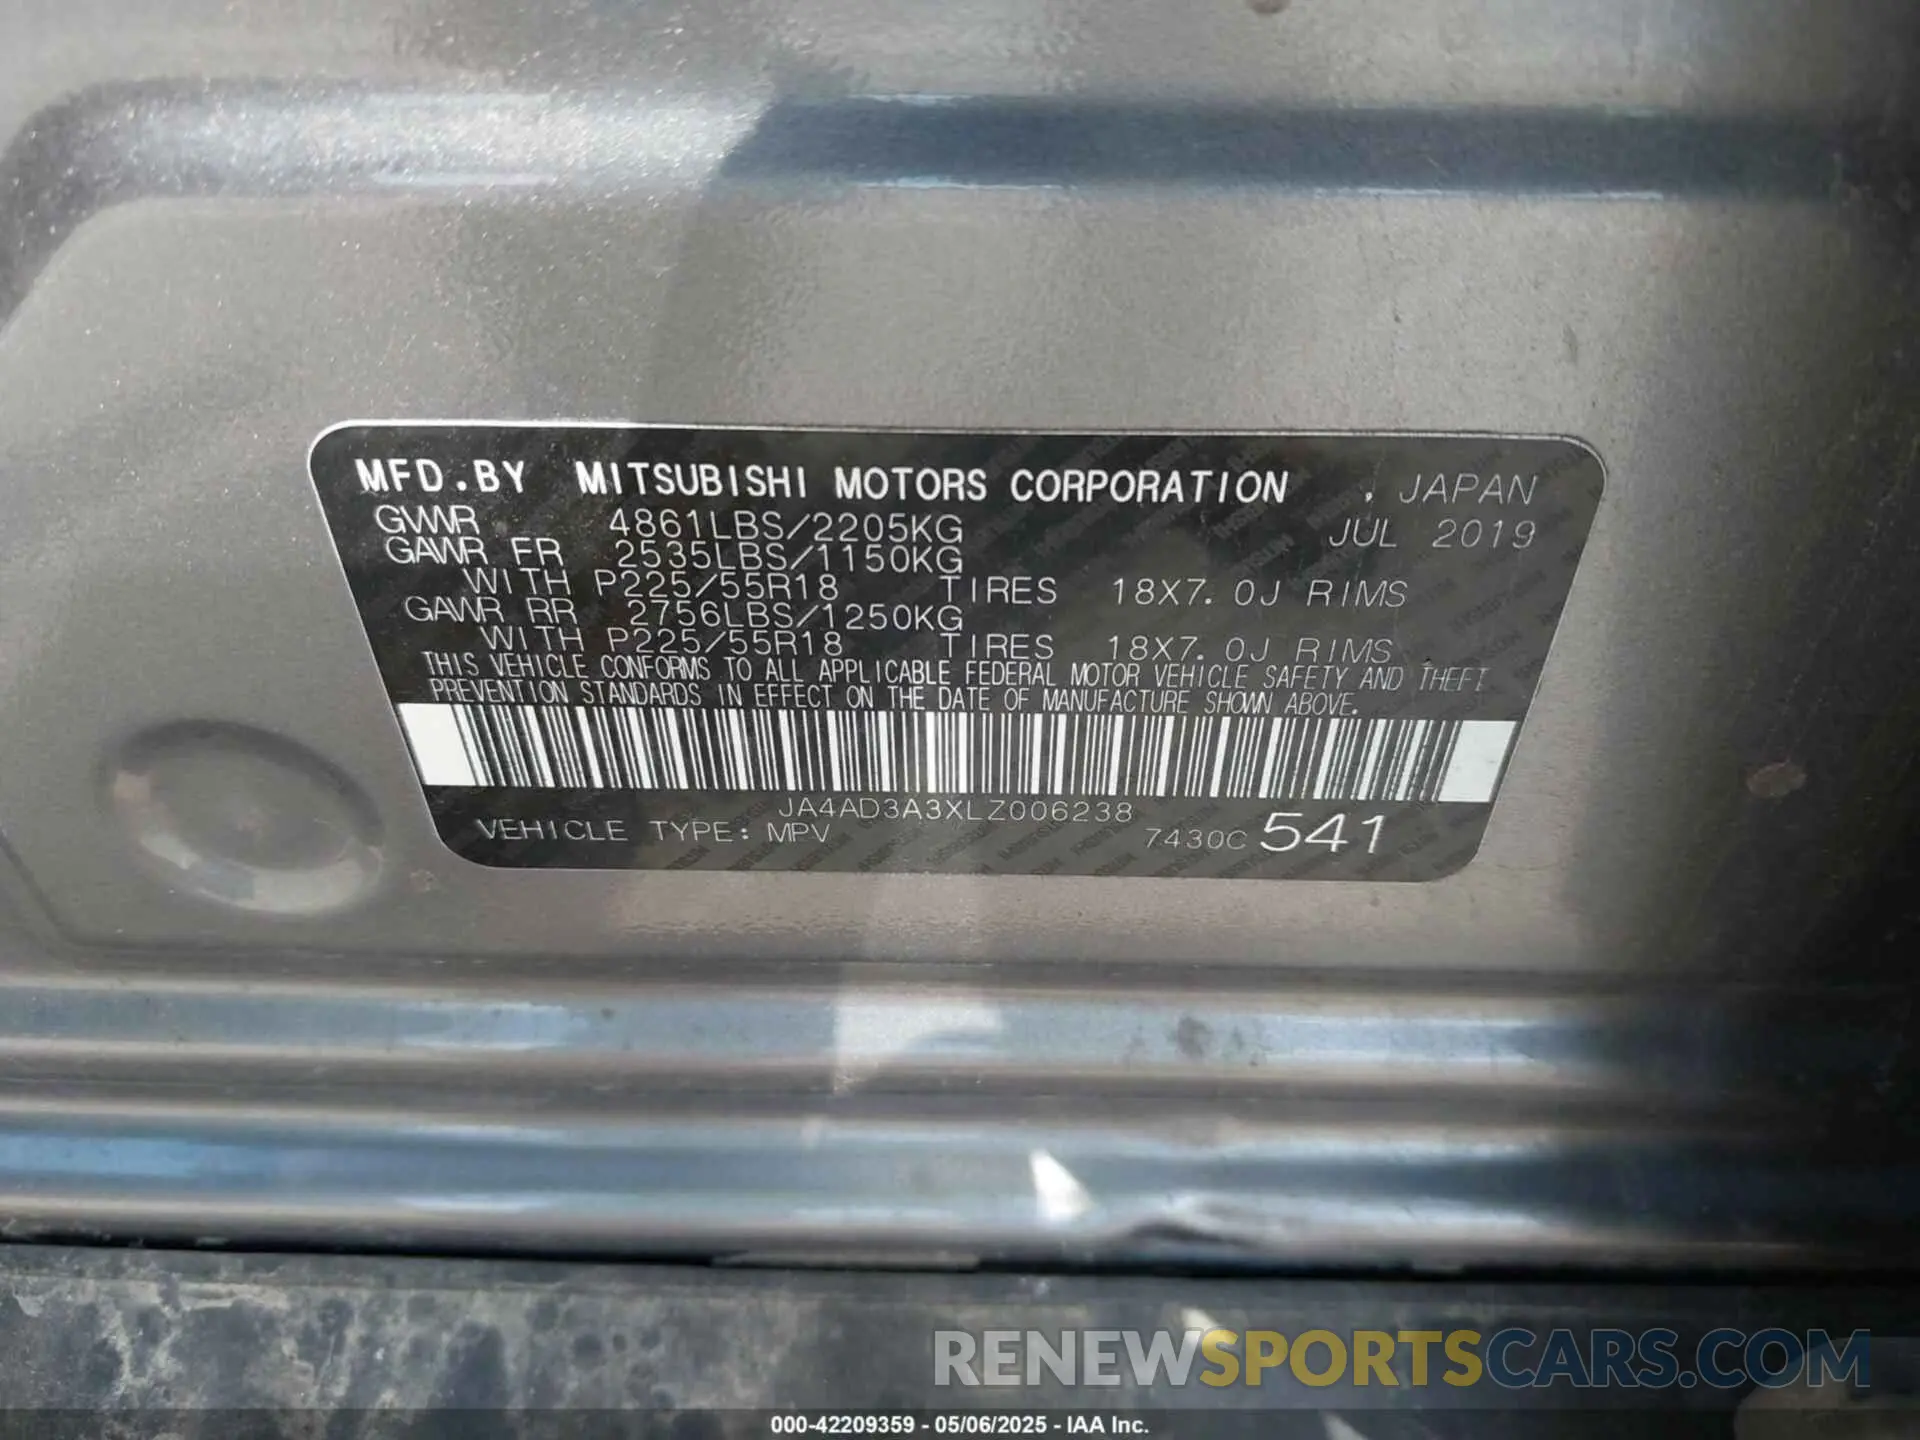 MFD.BY MITSUBISHI MOTORS CORPORATION , JAPAN
GVWR 4861LBS/2205KG JUL 2019
GAWR FR 2535LBS/1150KG
WITH P225/55R18 TIRES 18X7.0J RIMS
GAWR RR 2756LBS/1250KG
WITH P225/55R18 TIRES 18X7.0J RIMS
THIS VEHICLE CONFORMS TO ALL APPLICABLE FEDERAL MOTOR VEHICLE SAFETY AND THEFT
PREVENTION STANDARDS IN EFFECT ON THE DATE OF MANUFACTURE SHOWN ABOVE.
JA4AD3A3XLZ006238
VEHICLE TYPE: MPV 7430C 541
RENEWSPORTSCARS.COM
000-42209359 - 05/06/2025 - IAA Inc.